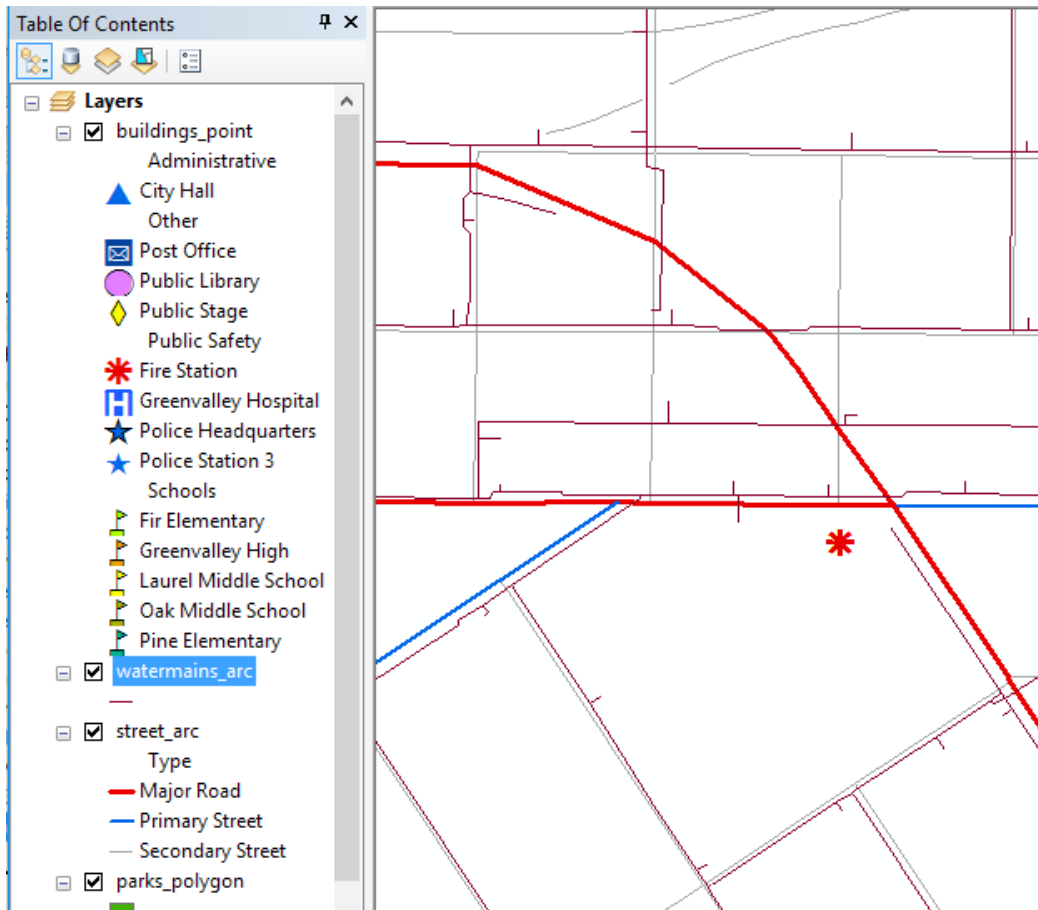 Table Of Contents
Layers
buildings_point
Administrative
City Hall
Other
Post Office
Public Library
Public Stage
Public Safety
Fire Station
Greenvalley Hospital
Police Headquarters
Police Station 3
Schools
Fir Elementary
Greenvalley High
Laurel Middle School
Oak Middle School
Pine Elementary
watermains_arc
street_arc
Type
Major Road
Primary Street
Secondary Street
parks_polygon